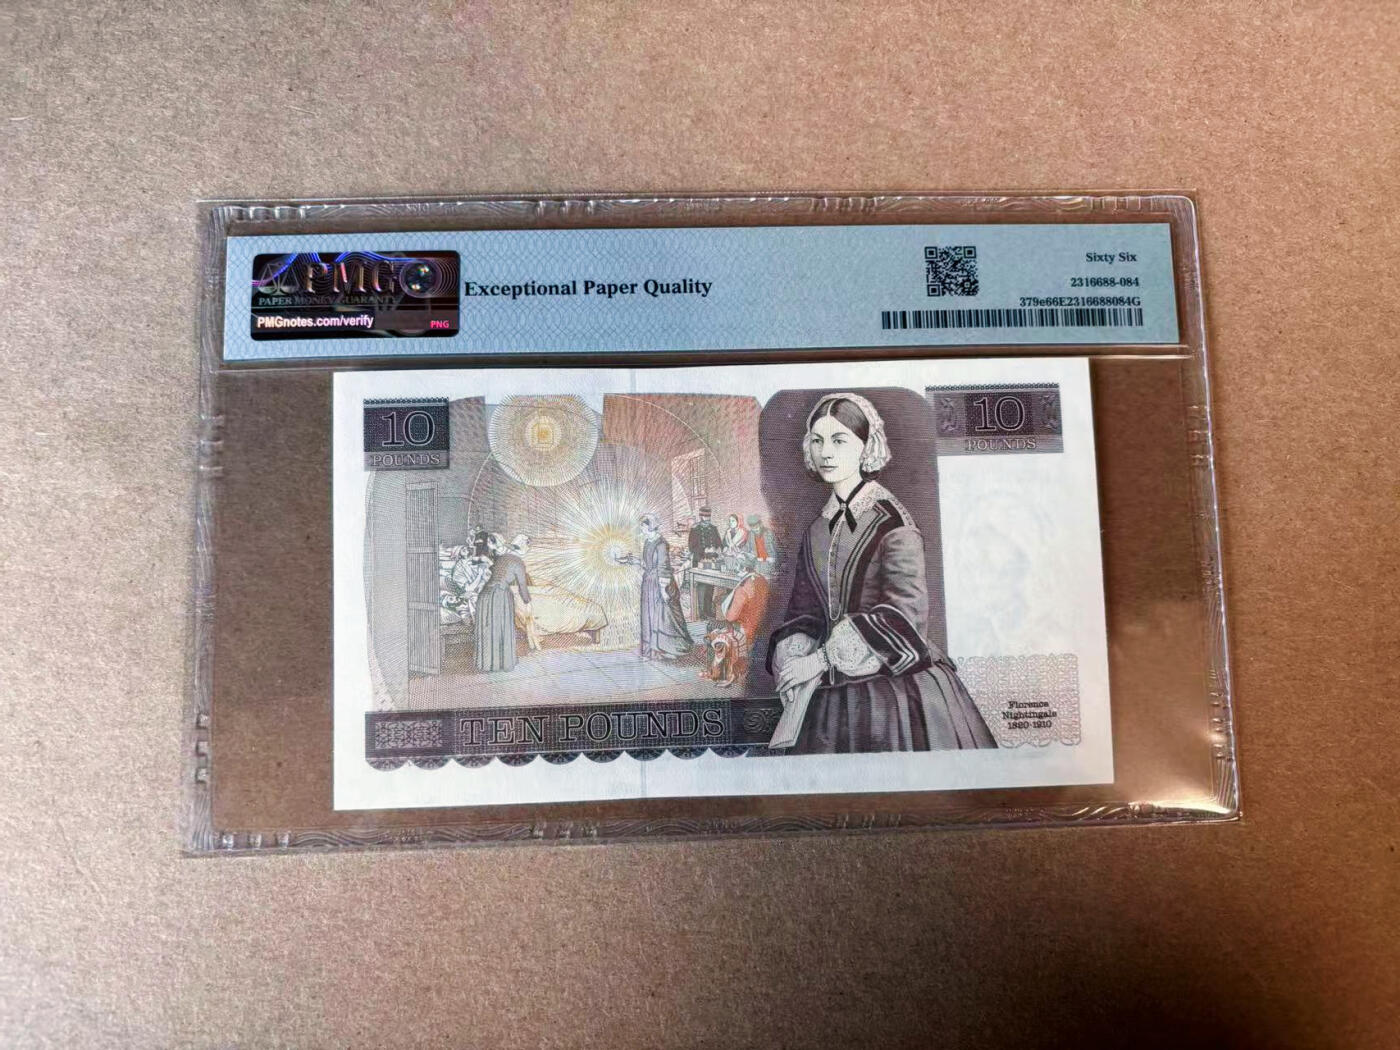 PMG
PAPER MONEY GUARANTY
PMGnotes.com/verify
PNG
Exceptional Paper Quality
Sixty Six
2316688-084
379e66E2316688084G
10
POUNDS
10
POUNDS
TEN POUNDS
Florence
Nightingale
1820-1910